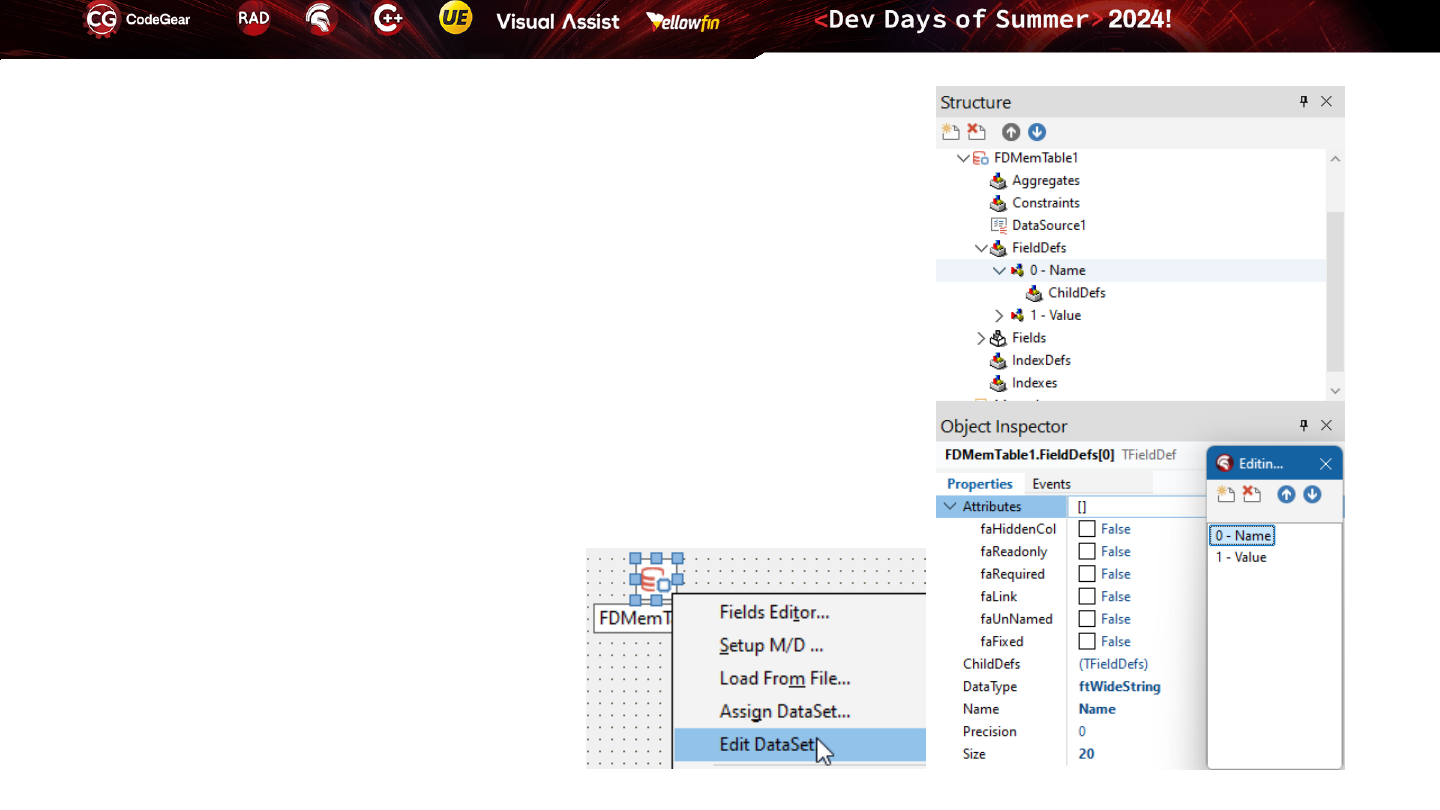 CG CodeGear RAD C++ UE Visual Assist Yellowfin <Dev Days of Summer> 2024!
Structure
FDMemTable1
Aggregates
Constraints
DataSource1
FieldDefs
0 - Name
ChildDefs
1 - Value
Fields
IndexDefs
Indexes
Object Inspector
FDMemTable1.FieldDefs[0] TFieldDef
Properties Events
Attributes []
faHiddenCol False
faReadonly False
faRequired False
faLink False
faUnNamed False
faFixed False
ChildDefs (TFieldDefs)
DataType ftWideString
Name Name
Precision 0
Size 20
Editin...
0 - Name
1 - Value
FDMemT
Fields Editor...
Setup M/D ...
Load From File...
Assign DataSet...
Edit DataSet